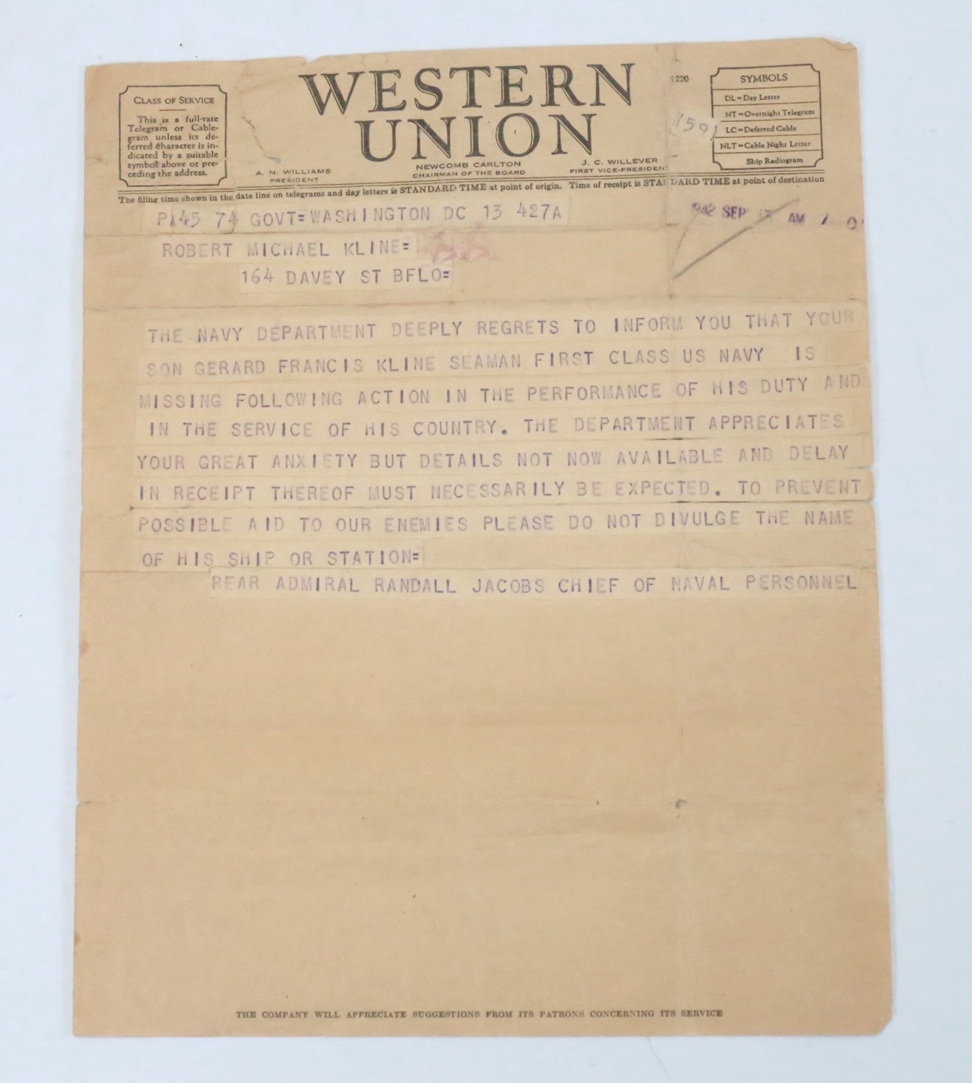 CLASS OF SERVICE
This is a full-rate
Telegram or Cable-
gram unless its de-
ferred character is in-
dicated by a suitable
symbol above or pre-
ceding the address.
WESTERN
UNION
A. N. WILLIAMS
PRESIDENT
NEWCOMB CARLTON
CHAIRMAN OF THE BOARD
J. C. WILLEVER
FIRST VICE-PRESIDENT
1220
(50)
SYMBOLS
DL=Day Letter
NT=Overnight Telegram
LC=Deferred Cable
NLT=Cable Night Letter
Ship Radiogram
The filing time shown in the date line on telegrams and day letters is STANDARD TIME at point of origin. Time of receipt is STANDARD TIME at point of destination
PA45 74 GOVT=WASHINGTON DC 13 427A
1942 SEP 13 AM
ROBERT MICHAEL KLINE=
164 DAVEY ST BFLO=
THE NAVY DEPARTMENT DEEPLY REGRETS TO INFORM YOU THAT YOUR
SON GERARD FRANCIS KLINE SEAMAN FIRST CLASS US NAVY IS
MISSING FOLLOWING ACTION IN THE PERFORMANCE OF HIS DUTY AND
IN THE SERVICE OF HIS COUNTRY. THE DEPARTMENT APPRECIATES
YOUR GREAT ANXIETY BUT DETAILS NOT NOW AVAILABLE AND DELAY
IN RECEIPT THEREOF MUST NECESSARILY BE EXPECTED. TO PREVENT
POSSIBLE AID TO OUR ENEMIES PLEASE DO NOT DIVULGE THE NAME
OF HIS SHIP OR STATION=
REAR ADMIRAL RANDALL JACOBS CHIEF OF NAVAL PERSONNEL
THE COMPANY WILL APPRECIATE SUGGESTIONS FROM ITS PATRONS CONCERNING ITS SERVICE